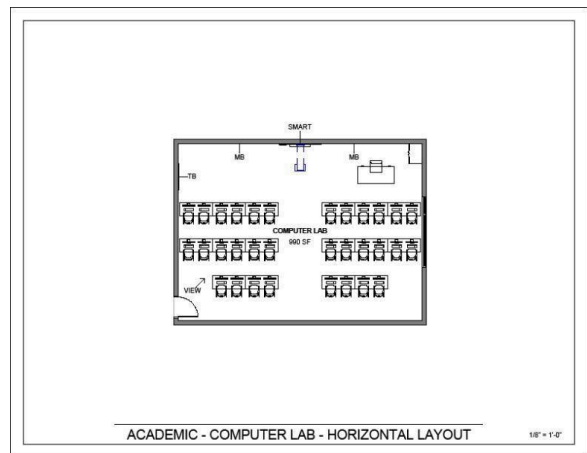 SMART
MB
MB
TB
COMPUTER LAB
990 SF
VIEW
ACADEMIC - COMPUTER LAB - HORIZONTAL LAYOUT
1/8" = 1'-0"